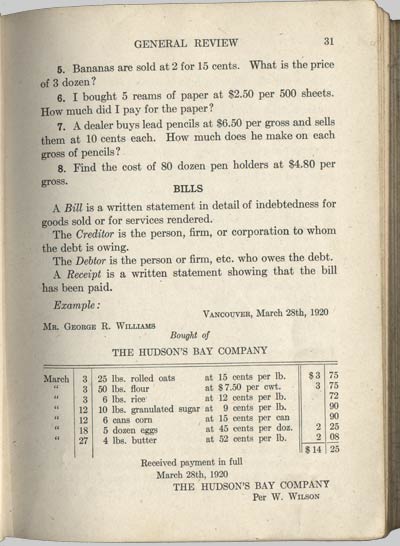 GENERAL REVIEW 31
5. Bananas are sold at 2 for 15 cents. What is the price
of 3 dozen?
6. I bought 5 reams of paper at $2.50 per 500 sheets.
How much did I pay for the paper?
7. A dealer buys lead pencils at $6.50 per gross and sells
them at 10 cents each. How much does he make on each
gross of pencils?
8. Find the cost of 80 dozen pen holders at $4.80 per
gross.
BILLS
A Bill is a written statement in detail of indebtedness for
goods sold or for services rendered.
The Creditor is the person, firm, or corporation to whom
the debt is owing.
The Debtor is the person or firm, etc. who owes the debt.
A Receipt is a written statement showing that the bill
has been paid.
Example:
VANCOUVER, March 28th, 1920
MR. GEORGE R. WILLIAMS
Bought of
THE HUDSON'S BAY COMPANY
March 3 25 lbs. rolled oats at 15 cents per lb. $3 75
" 3 50 lbs. flour at $7.50 per cwt. 3 75
" 3 6 lbs. rice at 12 cents per lb. 72
" 12 10 lbs. granulated sugar at 9 cents per lb. 90
" 12 6 cans corn at 15 cents per can 90
" 18 5 dozen eggs at 45 cents per doz. 2 25
" 27 4 lbs. butter at 52 cents per lb. 2 08
$14 25
Received payment in full
March 28th, 1920
THE HUDSON'S BAY COMPANY
Per W. WILSON